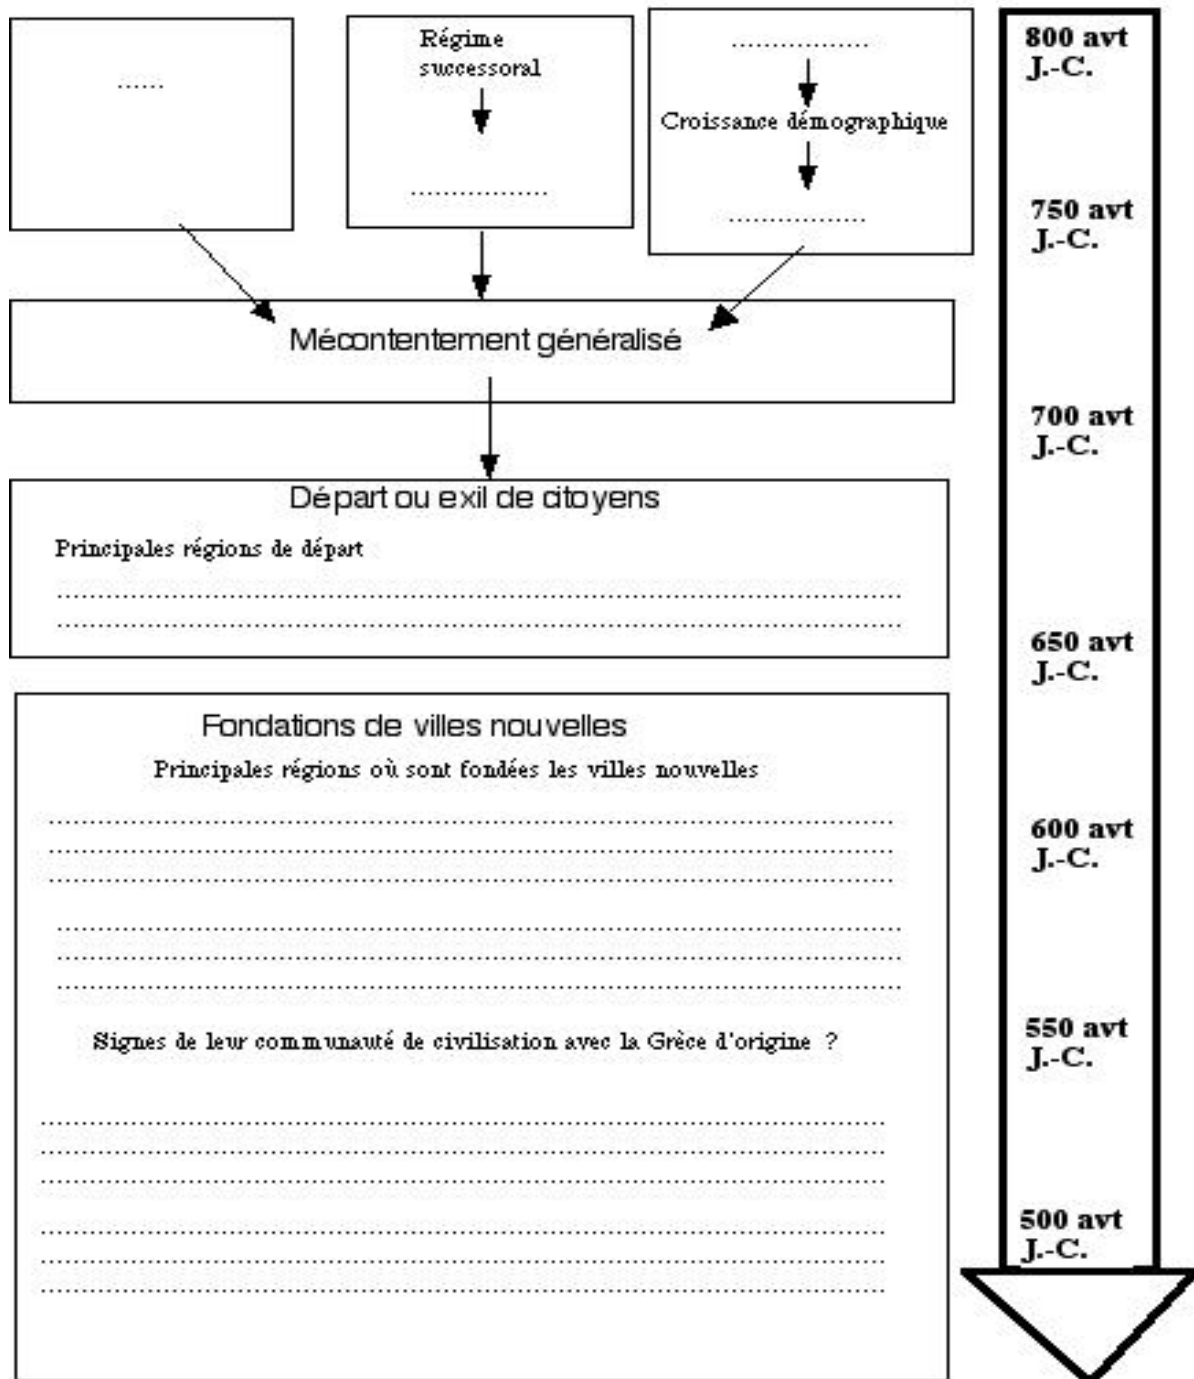 ......
Régime
successoral
..................
..................
Croissance démographique
..................
Mécontentement généralisé
Départ ou exil de citoyens
Principales régions de départ
Fondations de villes nouvelles
Principales régions où sont fondées les villes nouvelles
Signes de leur communauté de civilisation avec la Grèce d'origine ?
800 avt
J.-C.
750 avt
J.-C.
700 avt
J.-C.
650 avt
J.-C.
600 avt
J.-C.
550 avt
J.-C.
500 avt
J.-C.